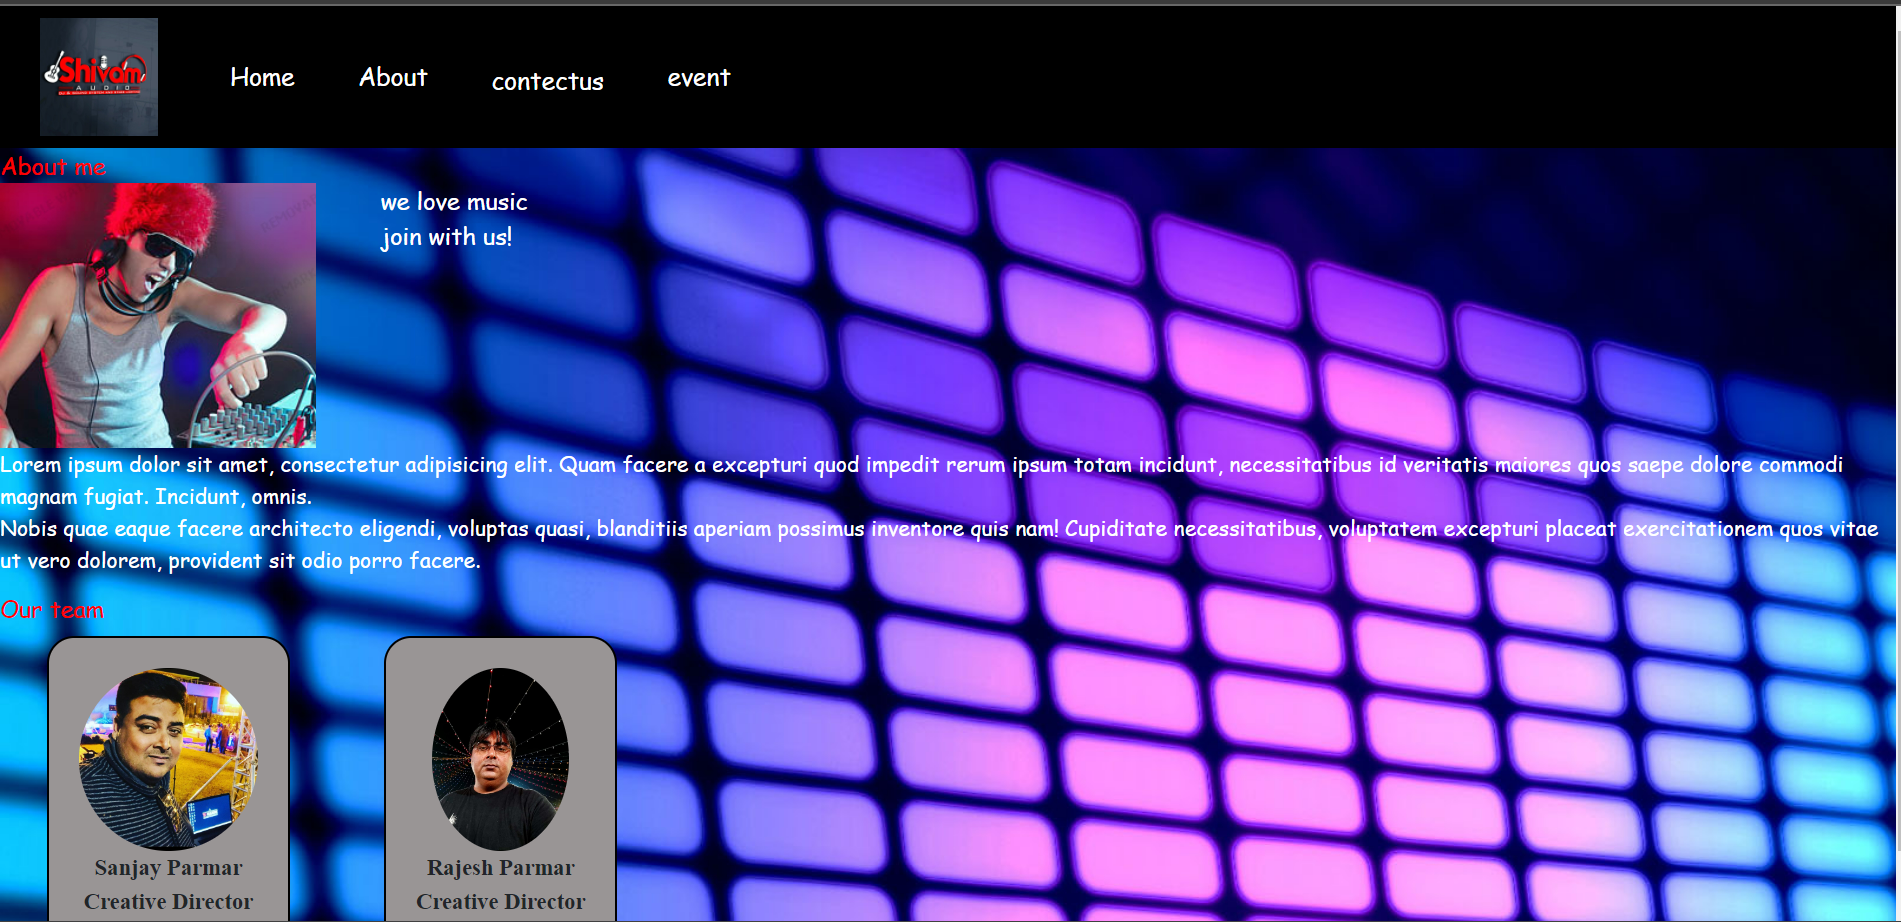 Shivam
AUDIO
Home
About
contectus
event
About me
we love music
join with us!
Lorem ipsum dolor sit amet, consectetur adipisicing elit. Quam facere a excepturi quod impedit rerum ipsum totam incidunt, necessitatibus id veritatis maiores quos saepe dolore commodi
magnam fugiat. Incidunt, omnis.
Nobis quae eaque facere architecto eligendi, voluptas quasi, blanditiis aperiam possimus inventore quis nam! Cupiditate necessitatibus, voluptatem excepturi placeat exercitationem quos vitae
ut vero dolorem, provident sit odio porro facere.
Our team
Sanjay Parmar
Creative Director
Rajesh Parmar
Creative Director